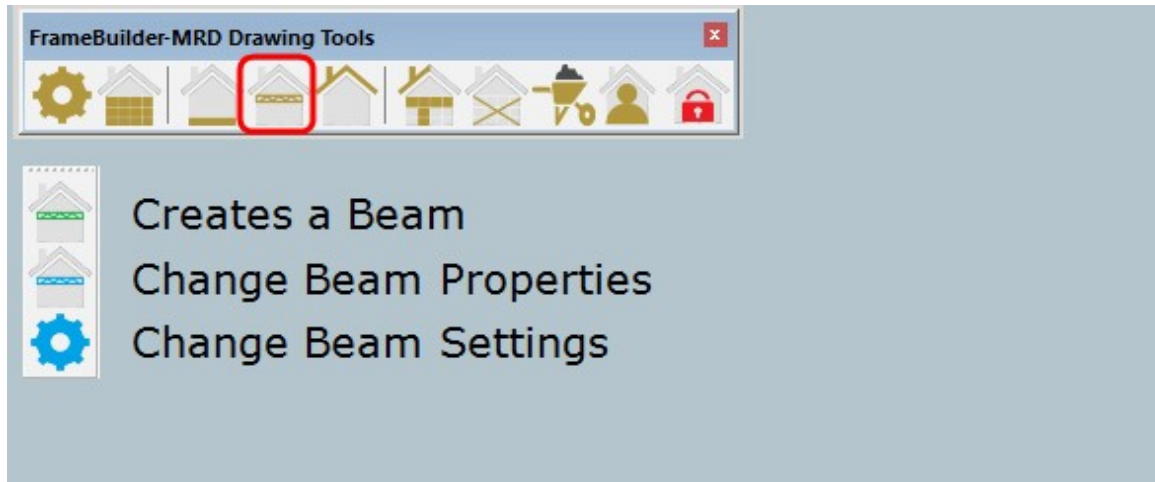 FrameBuilder-MRD Drawing Tools
Creates a Beam
Change Beam Properties
Change Beam Settings